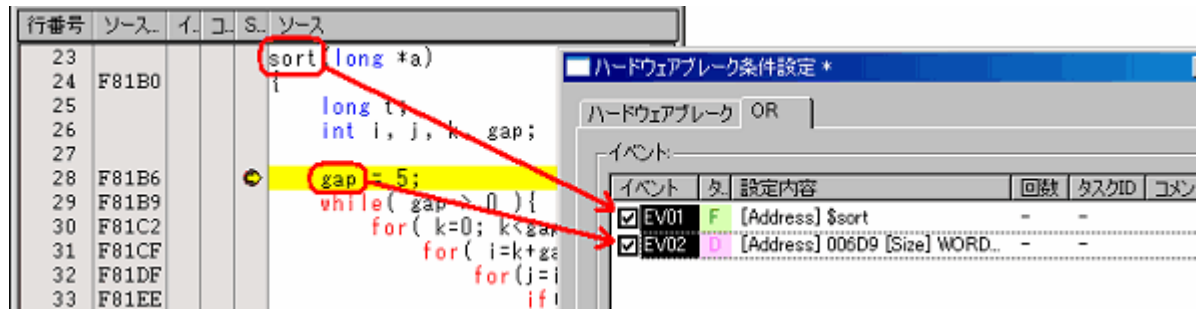 行番号 ソース.. イ.. コ.. S.. ソース
23 sort(long *a)
24 F81B0 {
25 long t;
26 int i, j, k, gap;
27
28 F81B6 gap = 5;
29 F81B9 while( gap > 0 ){
30 F81C2 for( k=0; k<gap
31 F81CF for( i=k+ga
32 F81DF for(j=i
33 F81EE if(
ハードウェアブレーク条件設定 *
ハードウェアブレーク OR
イベント:
イベント タ.. 設定内容 回数 タスクID コメン
EV01 F [Address] $sort - -
EV02 D [Address] 006D9 [Size] WORD... - -